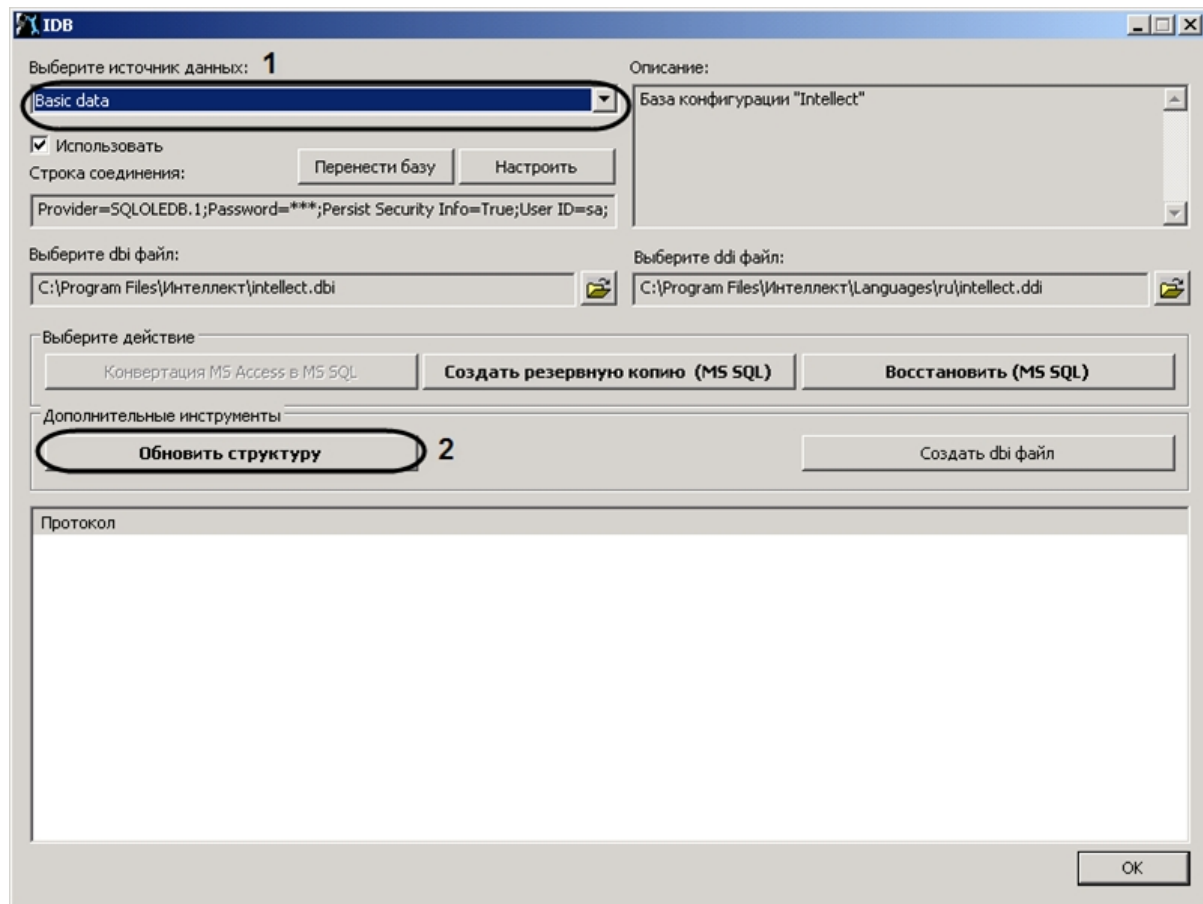 IDB
Выберите источник данных: 1
Описание:
Basic data
База конфигурации "Intellect"
Использовать
Строка соединения:
Перенести базу
Настроить
Provider=SQLOLEDB.1;Password=***;Persist Security Info=True;User ID=sa;
Выберите dbi файл:
Выберите ddi файл:
C:\Program Files\Интеллект\intellect.dbi
C:\Program Files\Интеллект\Languages\ru\intellect.ddi
Выберите действие
Конвертация MS Access в MS SQL
Создать резервную копию (MS SQL)
Восстановить (MS SQL)
Дополнительные инструменты
Обновить структуру 2
Создать dbi файл
Протокол
OK